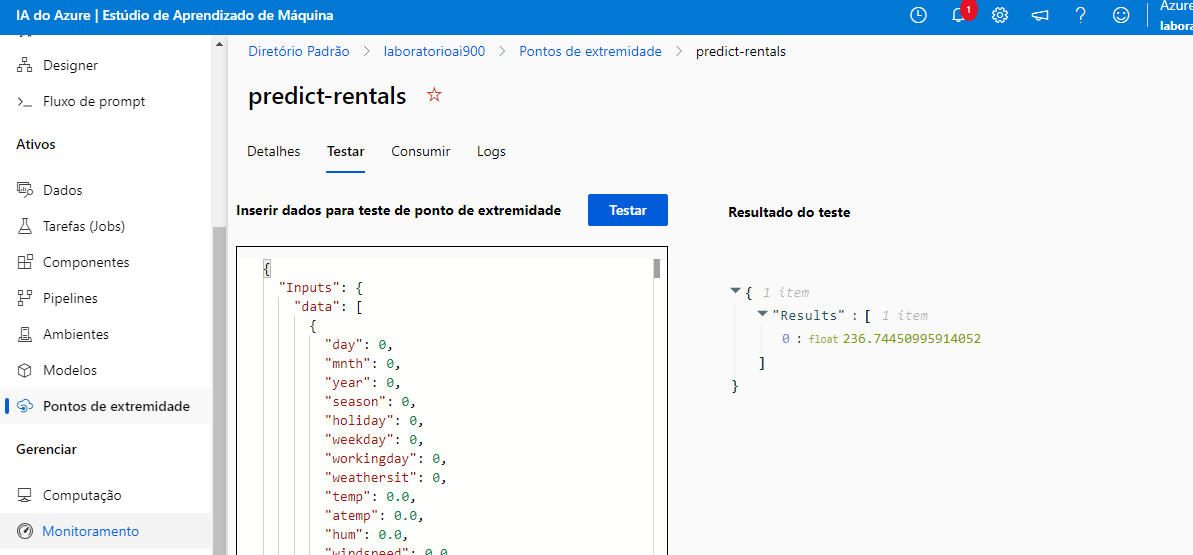 IA do Azure | Estúdio de Aprendizado de Máquina
1
Azure
labora
Designer
Fluxo de prompt
Ativos
Dados
Tarefas (Jobs)
Componentes
Pipelines
Ambientes
Modelos
Pontos de extremidade
Gerenciar
Computação
Monitoramento
Diretório Padrão > laboratorioai900 > Pontos de extremidade > predict-rentals
predict-rentals
Detalhes Testar Consumir Logs
Inserir dados para teste de ponto de extremidade Testar
{
"Inputs": {
"data": [
{
"day": 0,
"mnth": 0,
"year": 0,
"season": 0,
"holiday": 0,
"weekday": 0,
"workingday": 0,
"weathersit": 0,
"temp": 0.0,
"atemp": 0.0,
"hum": 0.0,
"windspeed": 0.0
Resultado do teste
{ 1 item
"Results" : [ 1 item
0 : float 236.74450995914052
]
}